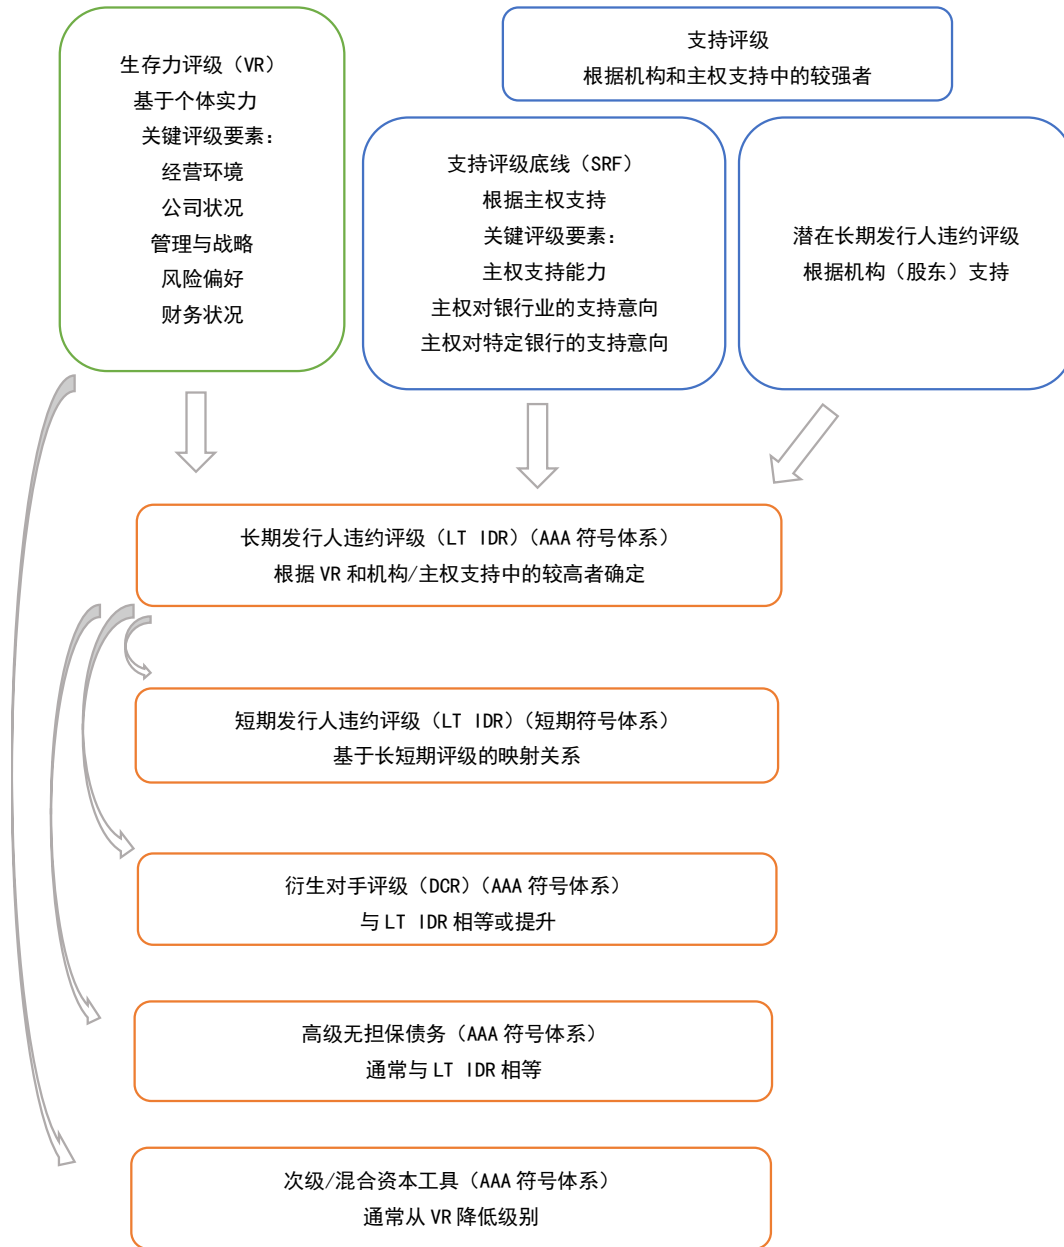 生存力评级（VR）
基于个体实力
关键评级要素：
经营环境
公司状况
管理与战略
风险偏好
财务状况
支持评级
根据机构和主权支持中的较强者
支持评级底线（SRF）
根据主权支持
关键评级要素：
主权支持能力
主权对银行业的支持意向
主权对特定银行的支持意向
潜在长期发行人违约评级
根据机构（股东）支持
长期发行人违约评级（LT IDR）（AAA 符号体系）
根据 VR 和机构/主权支持中的较高者确定
短期发行人违约评级（LT IDR）（短期符号体系）
基于长短期评级的映射关系
衍生对手评级（DCR）（AAA 符号体系）
与 LT IDR 相等或提升
高级无担保债务（AAA 符号体系）
通常与 LT IDR 相等
次级/混合资本工具（AAA 符号体系）
通常从 VR 降低级别